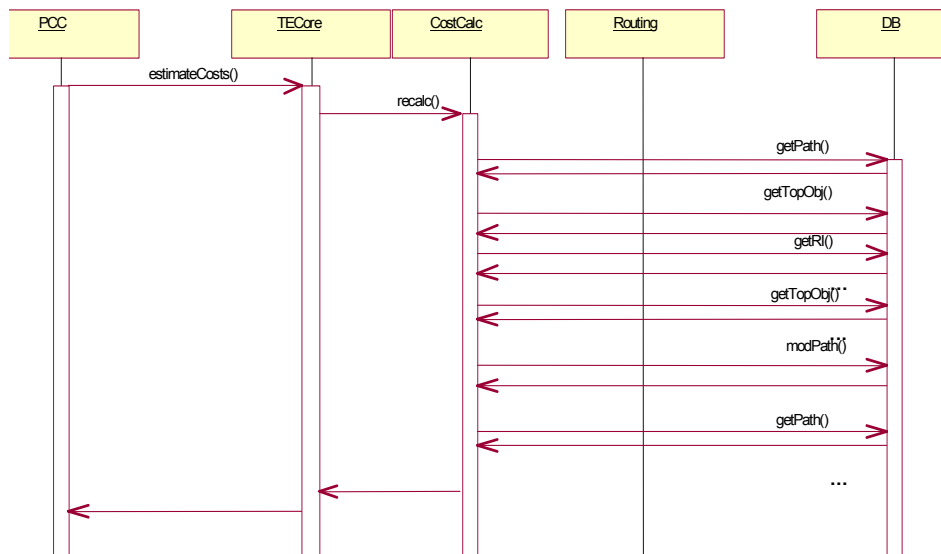 PCC TECore CostCalc Routing DB
estimateCosts()
recalc()
getPath()
getTopObj()
getRI()
...
getTopObj()
...
modPath()
getPath()
...